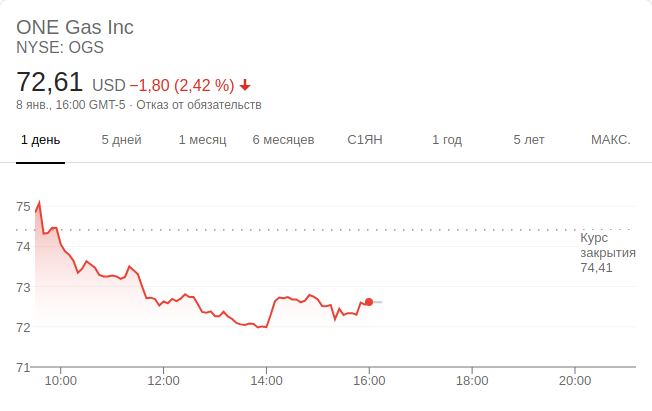 ONE Gas Inc
NYSE: OGS
72,61 USD −1,80 (2,42 %)
8 янв., 16:00 GMT-5 · Отказ от обязательств
1 день 5 дней 1 месяц 6 месяцев С1ЯН 1 год 5 лет МАКС.
75
74
73
72
71
Курс
закрытия
74,41
10:00 12:00 14:00 16:00 18:00 20:00